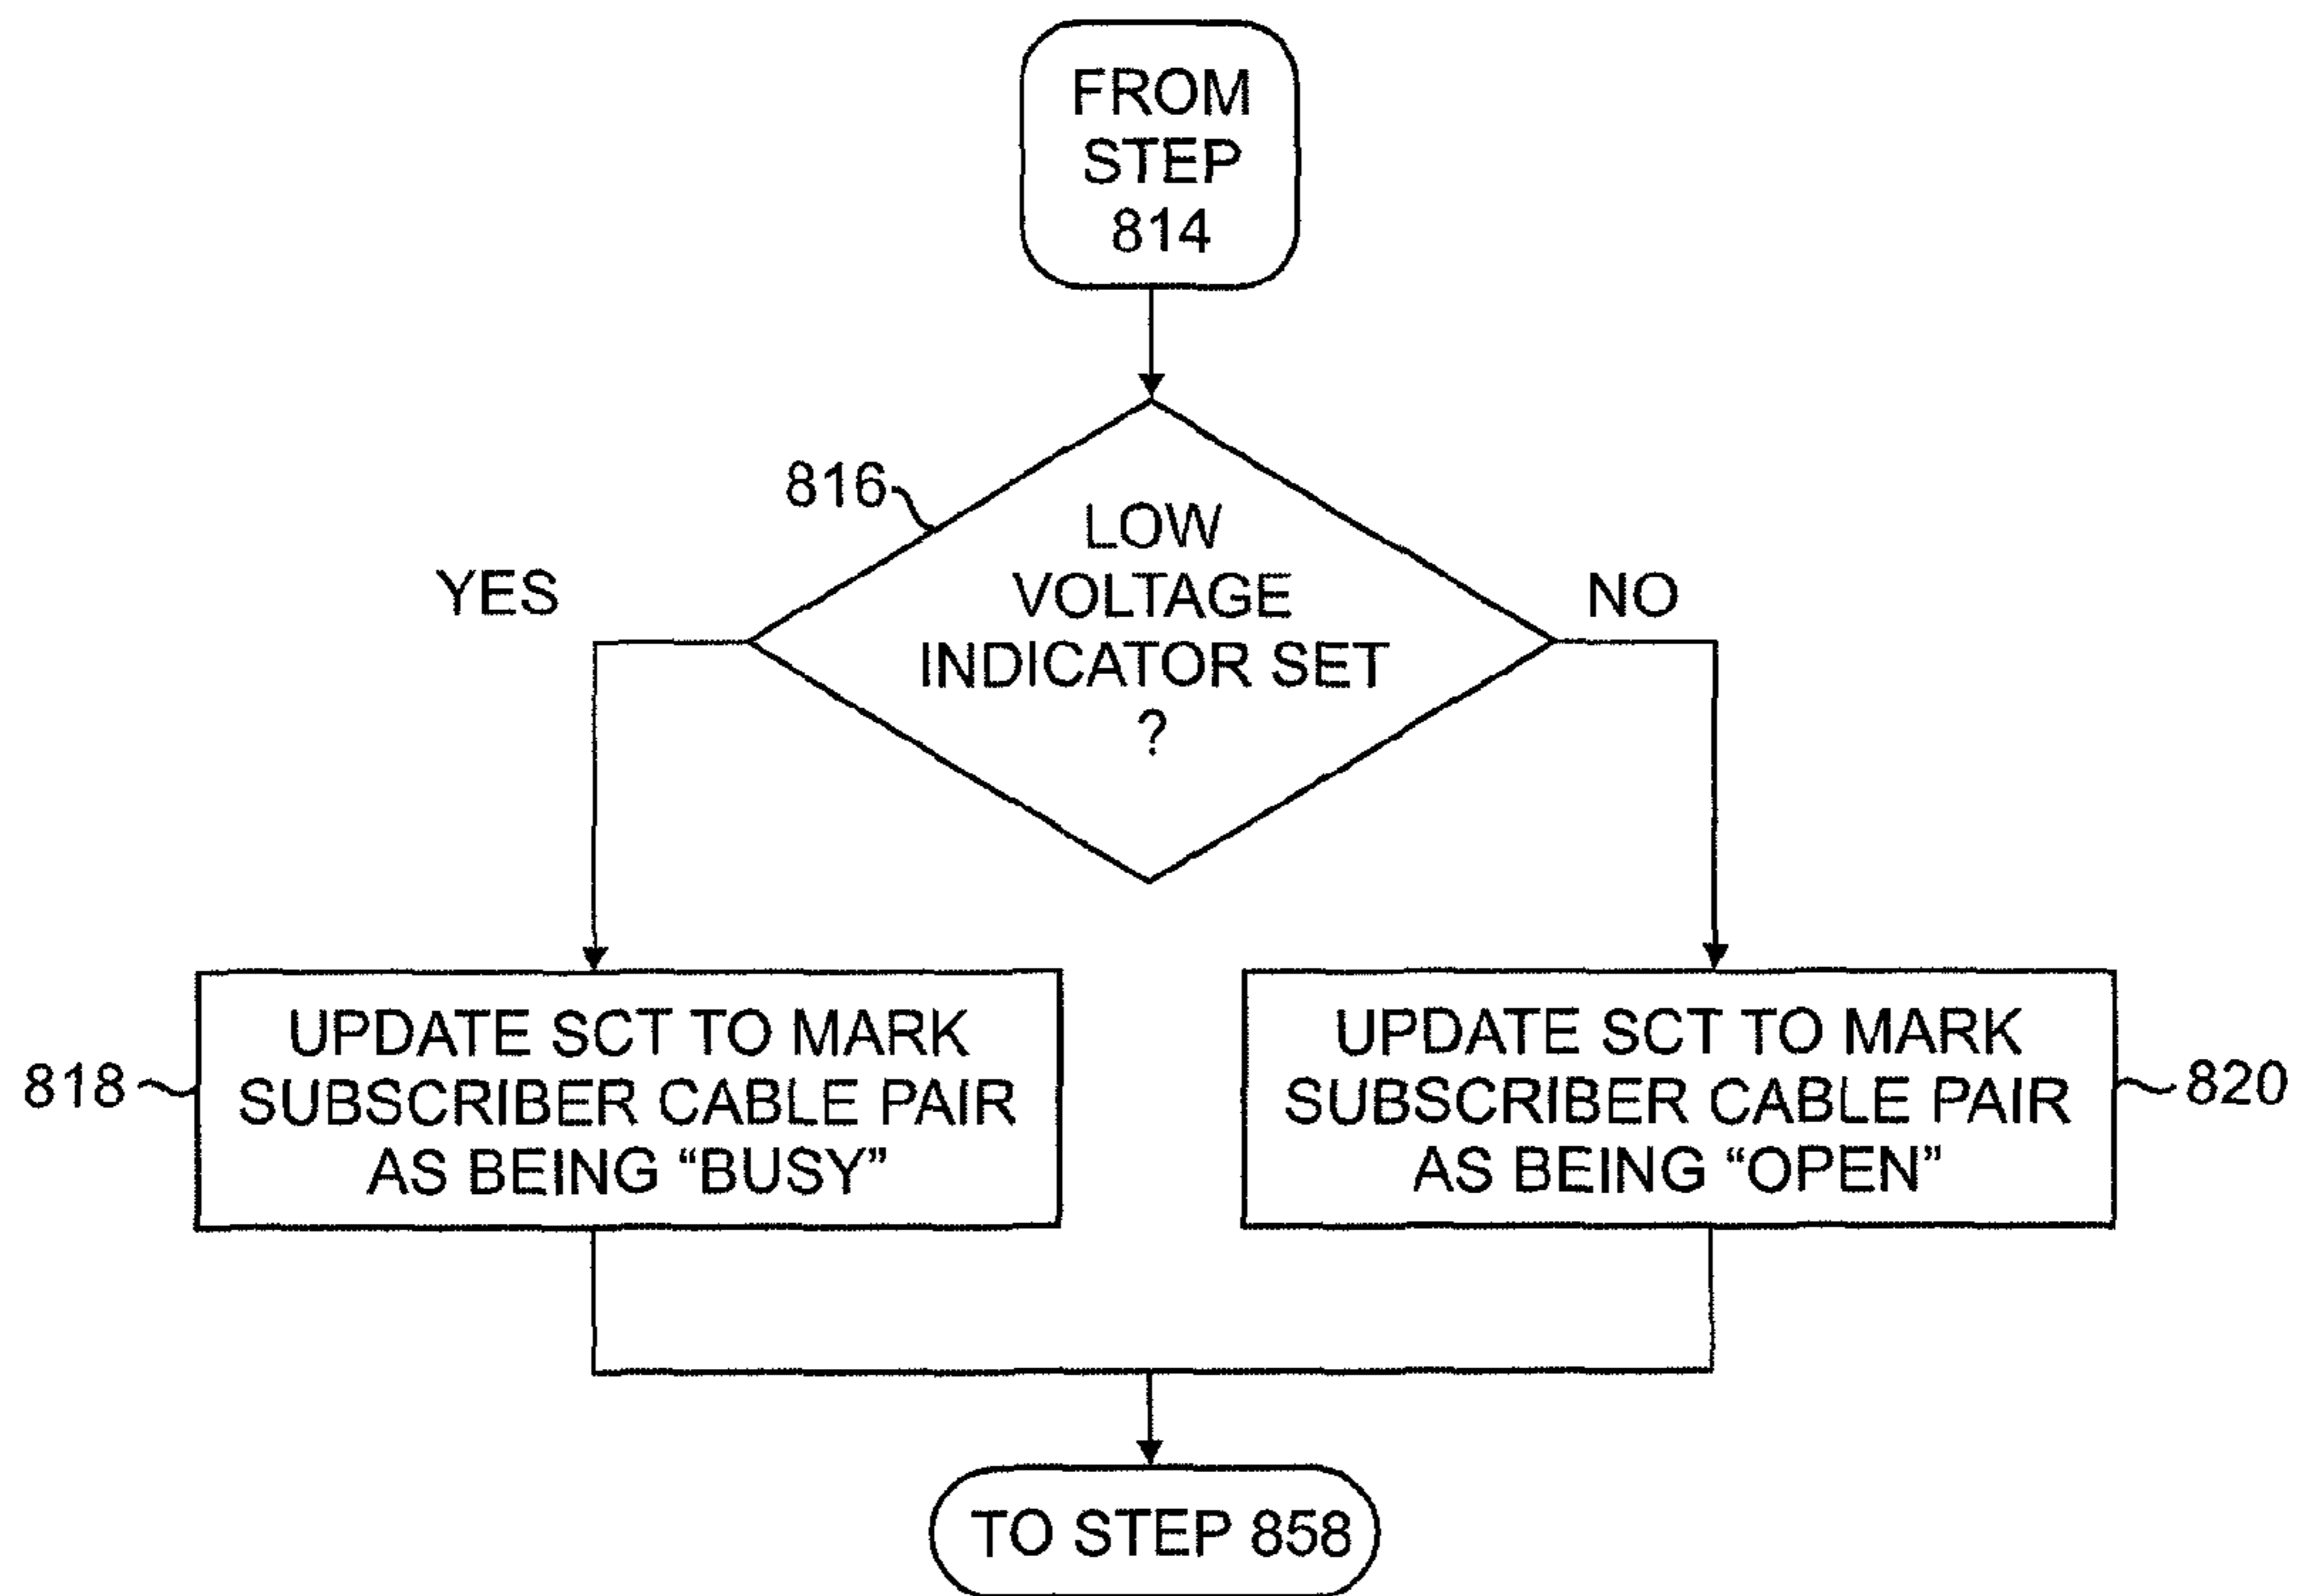 FROM
STEP
814
816
LOW
VOLTAGE
INDICATOR SET
?
YES
NO
818
UPDATE SCT TO MARK
SUBSCRIBER CABLE PAIR
AS BEING “BUSY”
UPDATE SCT TO MARK
SUBSCRIBER CABLE PAIR
AS BEING “OPEN”
820
TO STEP 858